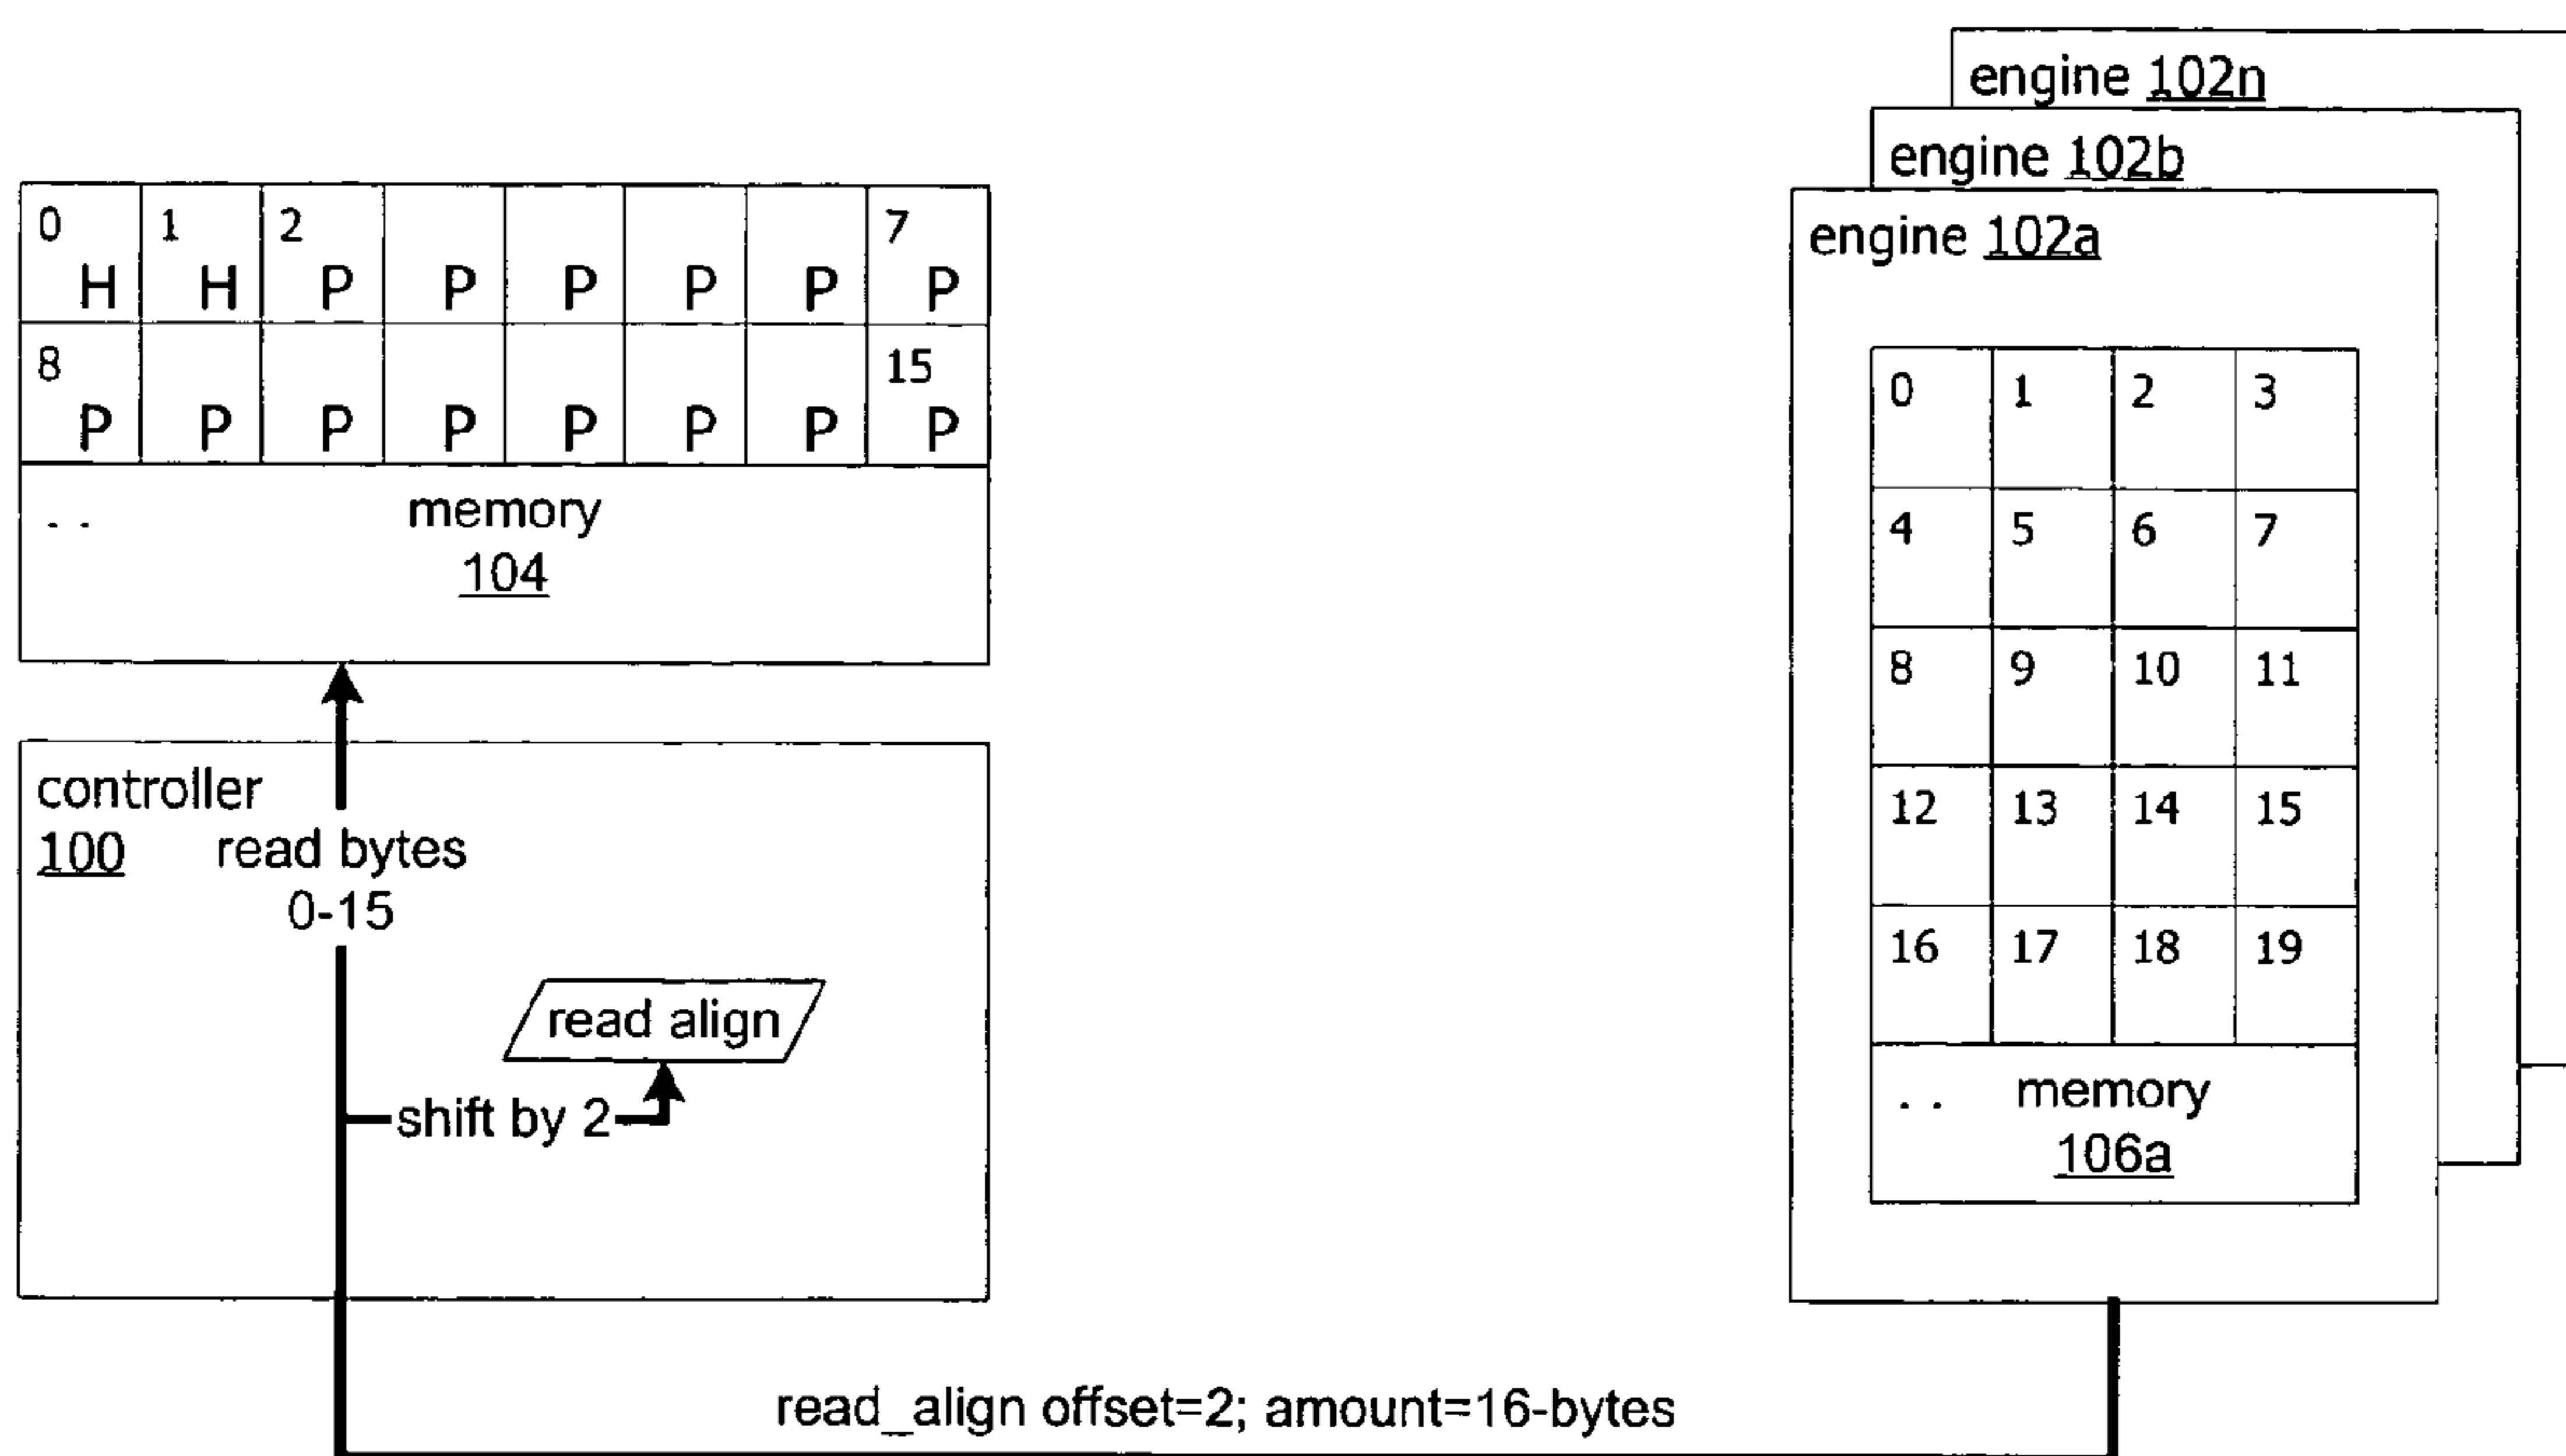 engine 102n
engine 102b
engine 102a
0 1 2 7
H H P P P P P P
8 15
P P P P P P P P
. . memory
104
0 1 2 3
4 5 6 7
8 9 10 11
12 13 14 15
16 17 18 19
. . memory
106a
controller
100
read bytes
0-15
read align
shift by 2
read_align offset=2; amount=16-bytes